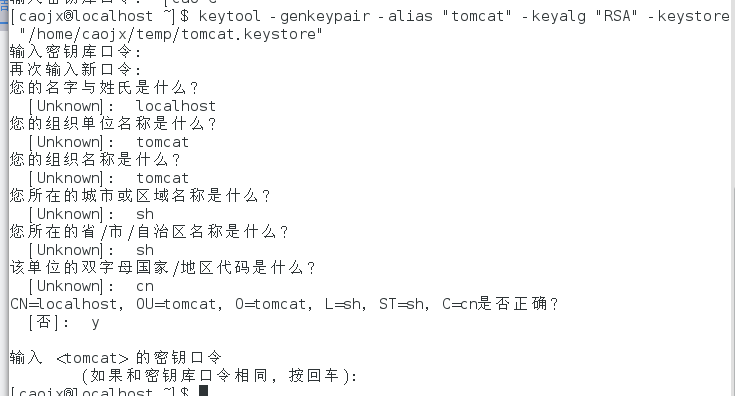 [caojx@localhost ~]$ keytool -genkeypair -alias "tomcat" -keyalg "RSA" -keystore
"/home/caojx/temp/tomcat.keystore"
输入密钥库口令:
再次输入新口令:
您的名字与姓氏是什么?
[Unknown]: localhost
您的组织单位名称是什么?
[Unknown]: tomcat
您的组织名称是什么?
[Unknown]: tomcat
您所在的城市或区域名称是什么?
[Unknown]: sh
您所在的省/市/自治区名称是什么?
[Unknown]: sh
该单位的双字母国家/地区代码是什么?
[Unknown]: cn
CN=localhost, OU=tomcat, O=tomcat, L=sh, ST=sh, C=cn是否正确?
[否]: y
输入 <tomcat> 的密钥口令
(如果和密钥库口令相同, 按回车):
[caojx@localhost ~]$